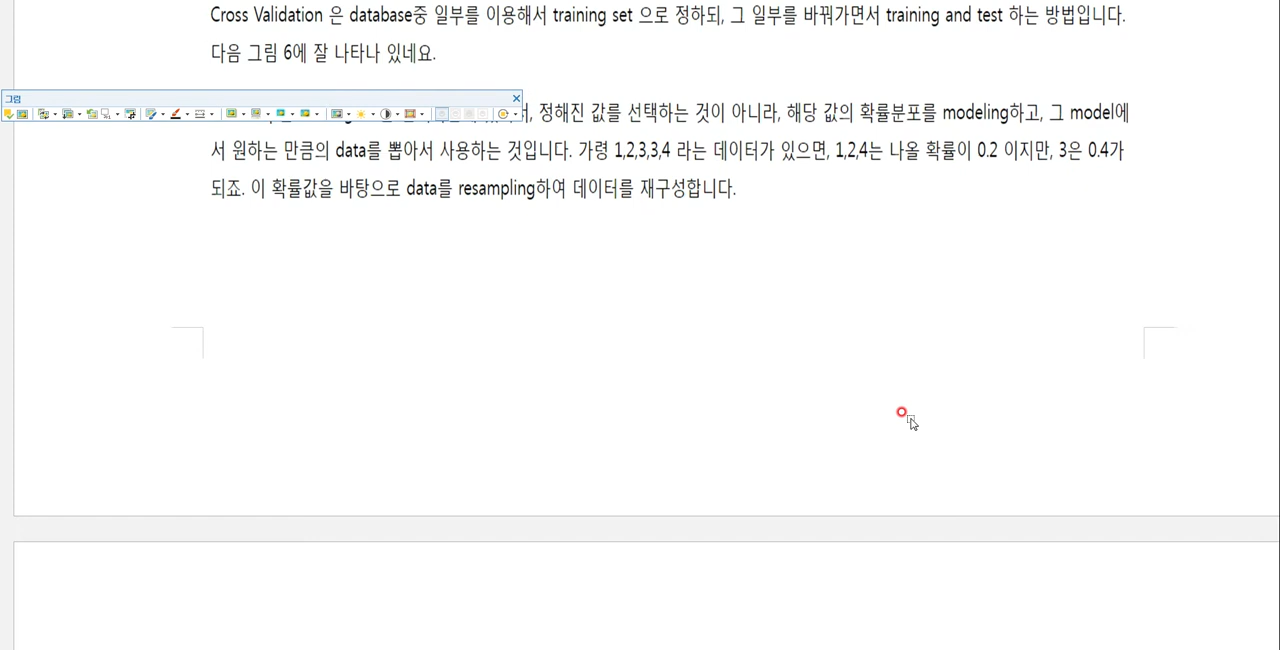 Cross Validation 은 database중 일부를 이용해서 training set 으로 정하되, 그 일부를 바꿔가면서 training and test 하는 방법입니다.
다음 그림 6에 잘 나타나 있네요.
그림
, 정해진 값를 선택하는 것이 아니라, 해당 값의 확률분포를 modeling하고, 그 model에
서 원하는 만큼의 data를 뽑아서 사용하는 것입니다. 가령 1,2,3,3,4 라는 데이터가 있으면, 1,2,4는 나올 확률이 0.2 이지만, 3은 0.4가
되죠. 이 확률값을 바탕으로 data를 resampling하여 데이터를 재구성합니다.